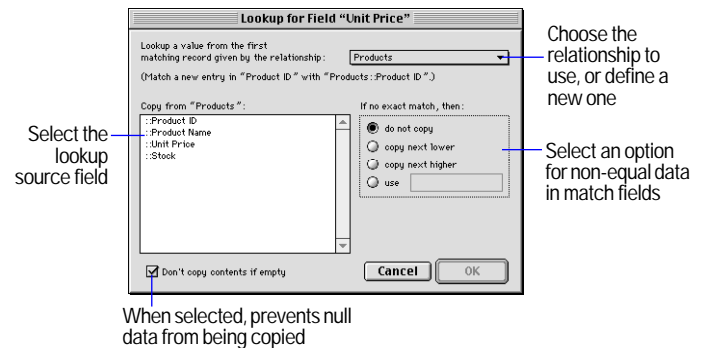 Lookup for Field “Unit Price”
Lookup a value from the first
matching record given by the relationship:
Products
(Match a new entry in “Product ID” with “Products::Product ID”.)
Choose the
relationship to
use, or define a
new one
Copy from “Products”:
::Product ID
::Product Name
::Unit Price
::Stock
Select the
lookup
source field
If no exact match, then:
do not copy
copy next lower
copy next higher
use
Select an option
for non-equal data
in match fields
Don't copy contents if empty
Cancel
OK
When selected, prevents null
data from being copied